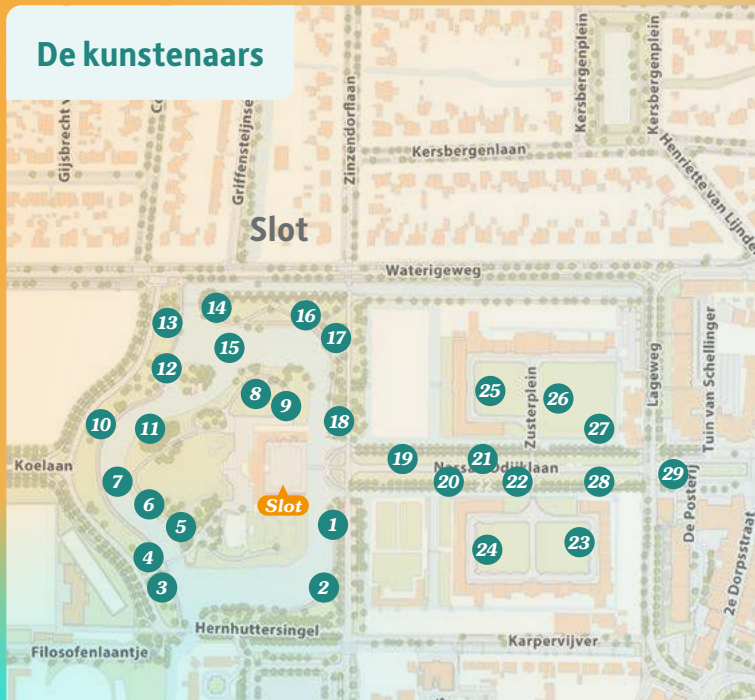 De kunstenaars
Kersbergenplein
Kersbergenplein
Gijsbrecht v
Griffensteijnse
Zinzendorflaan
Kersbergenlaan
Henriette van Lijnde
Slot
Waterigeweg
14
13
16
17
15
12
8
9
10
11
18
25
26
27
Zusterplein
Lageweg
Tuin van Schellinger
Koelaan
19
21
20
22
28
29
7
6
5
Slot
1
De Posterij
4
3
2
24
23
2e Dorpsstraat
Hernhuttersingel
Karpervijver
Filosofenlaantje